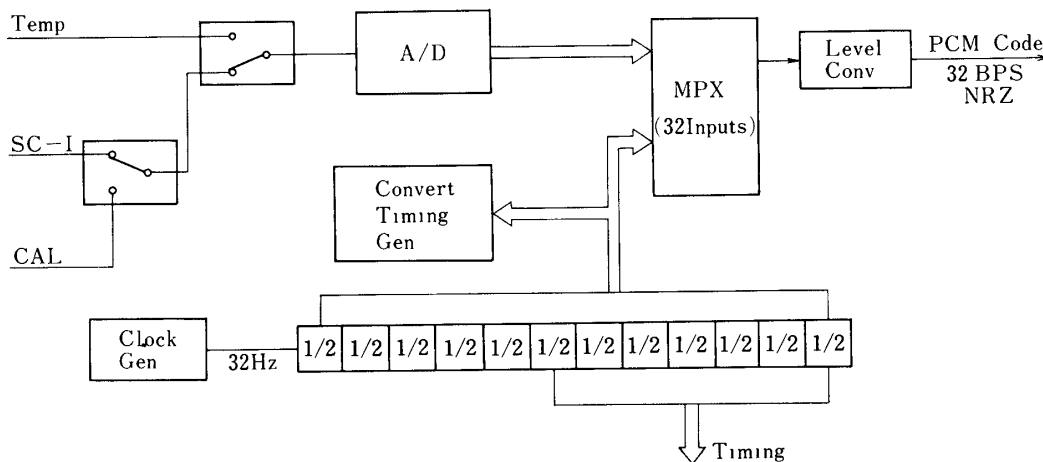 Temp
A/D
MPX
(32Inputs)
Level
Conv
PCM Code
32 BPS
NRZ
SC-I
CAL
Convert
Timing
Gen
Clock
Gen
32Hz
1/2 1/2 1/2 1/2 1/2 1/2 1/2 1/2 1/2 1/2 1/2 1/2
Timing